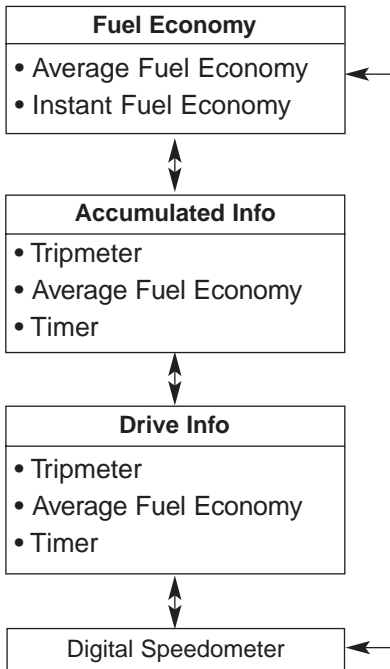 Fuel Economy
• Average Fuel Economy
• Instant Fuel Economy
Accumulated Info
• Tripmeter
• Average Fuel Economy
• Timer
Drive Info
• Tripmeter
• Average Fuel Economy
• Timer
Digital Speedometer